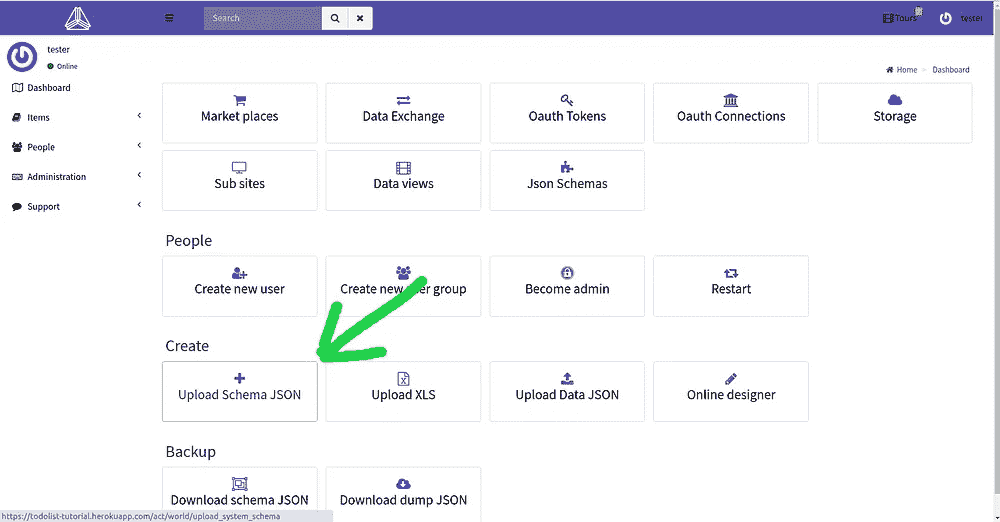 Search
Tours
tester
tester
Online
Home
Dashboard
Dashboard
Items
People
Administration
Support
Market places
Data Exchange
Oauth Tokens
Oauth Connections
Storage
Sub sites
Data views
Json Schemas
People
Create new user
Create new user group
Become admin
Restart
Create
Upload Schema JSON
Upload XLS
Upload Data JSON
Online designer
Backup
Download schema JSON
Download dump JSON
https://todolist-tutorial.herokuapp.com/act/world/upload_system_schema